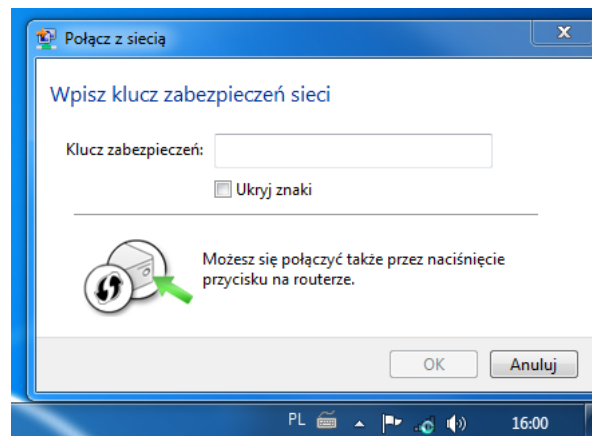 Połącz z siecią
Wpisz klucz zabezpieczeń sieci
Klucz zabezpieczeń:
Ukryj znaki
Możesz się połączyć także przez naciśnięcie
przycisku na routerze.
OK Anuluj
PL 16:00